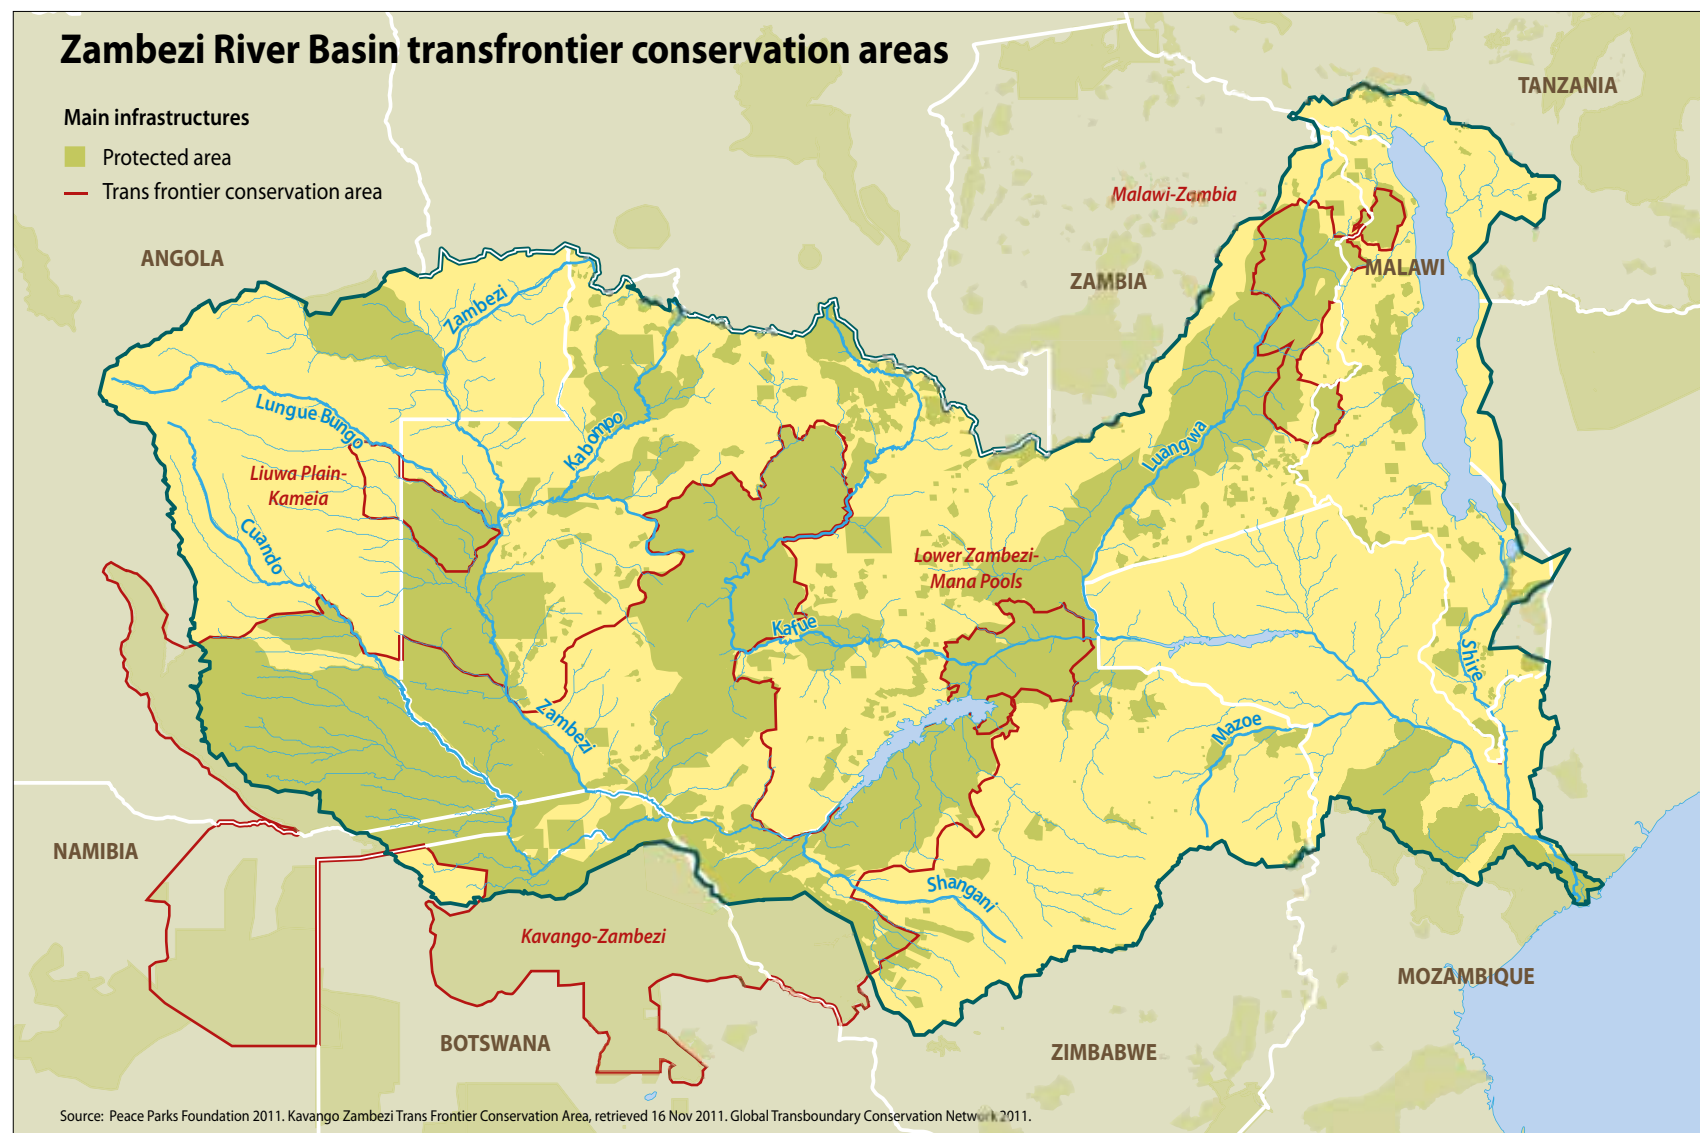 Zambezi River Basin transfrontier conservation areas
Main infrastructures
Protected area
Trans frontier conservation area
TANZANIA
Malawi-Zambia
ANGOLA
ZAMBIA
MALAWI
Zambezi
Lungue Bungo
Kabompo
Luangwa
Liuwa Plain-
Kameia
Cuando
Lower Zambezi-
Mana Pools
Kafue
Shire
Zambezi
Mazoe
NAMIBIA
Shangani
Kavango-Zambezi
MOZAMBIQUE
BOTSWANA
ZIMBABWE
Source: Peace Parks Foundation 2011. Kavango Zambezi Trans Frontier Conservation Area, retrieved 16 Nov 2011. Global Transboundary Conservation Network 2011.